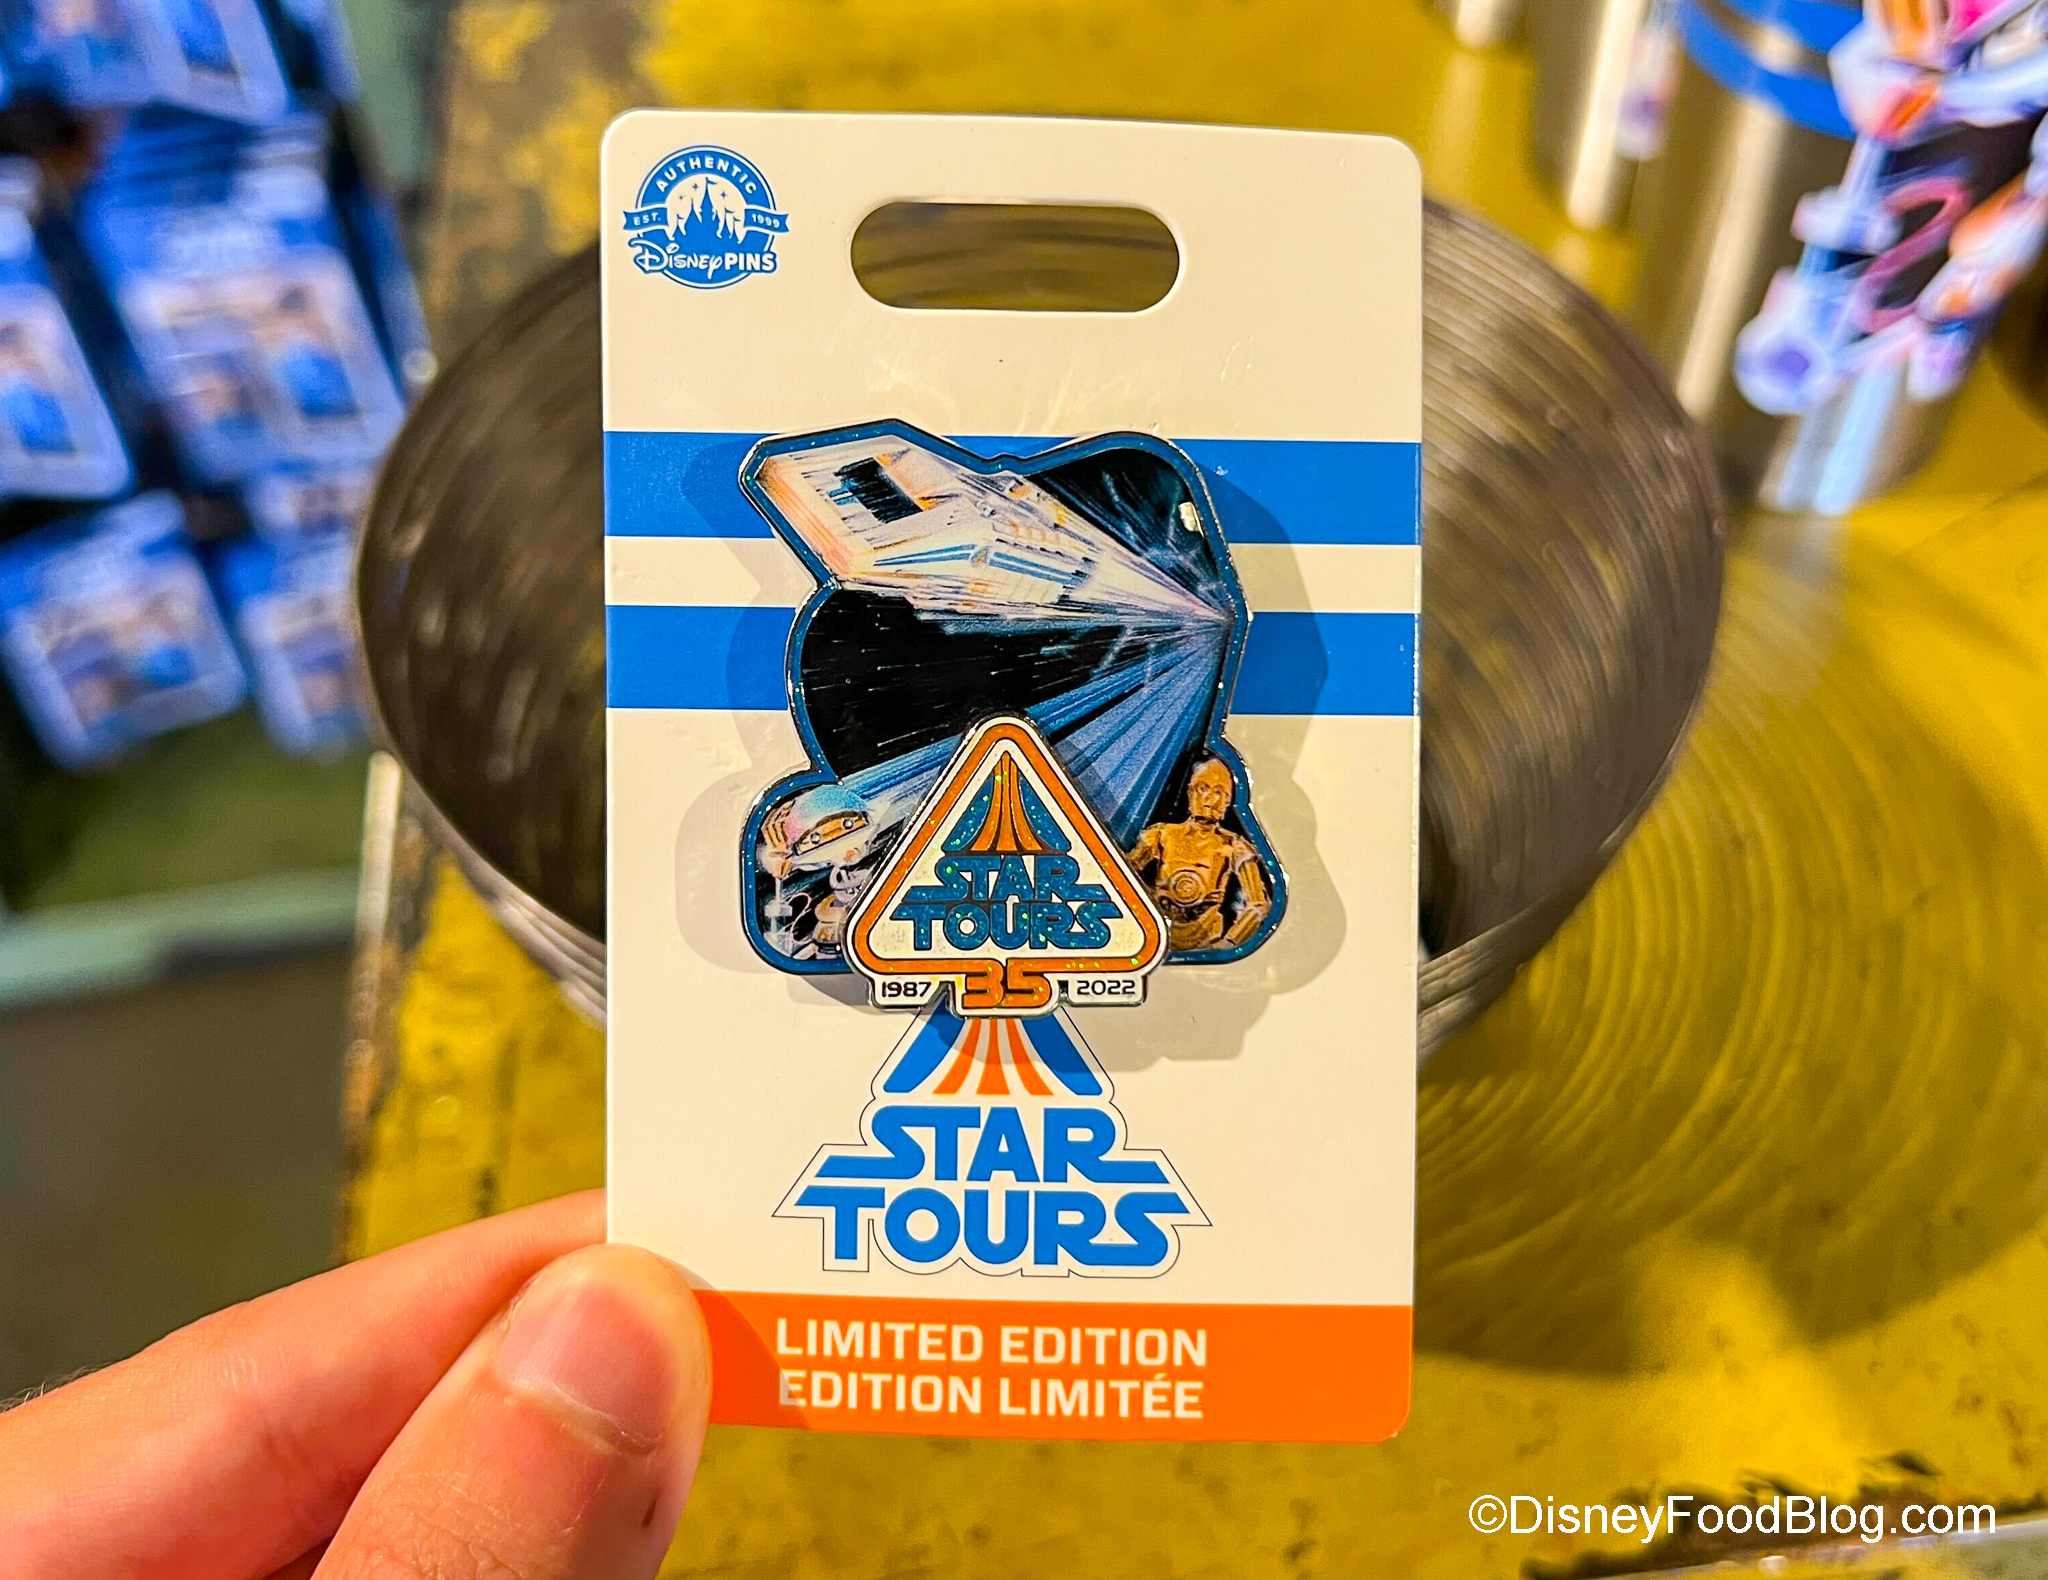 AUTHENTIC
EST. 1999
Disney PINS
STAR
TOURS
1987 35 2022
STAR
TOURS
LIMITED EDITION
EDITION LIMITÉE
©DisneyFoodBlog.com